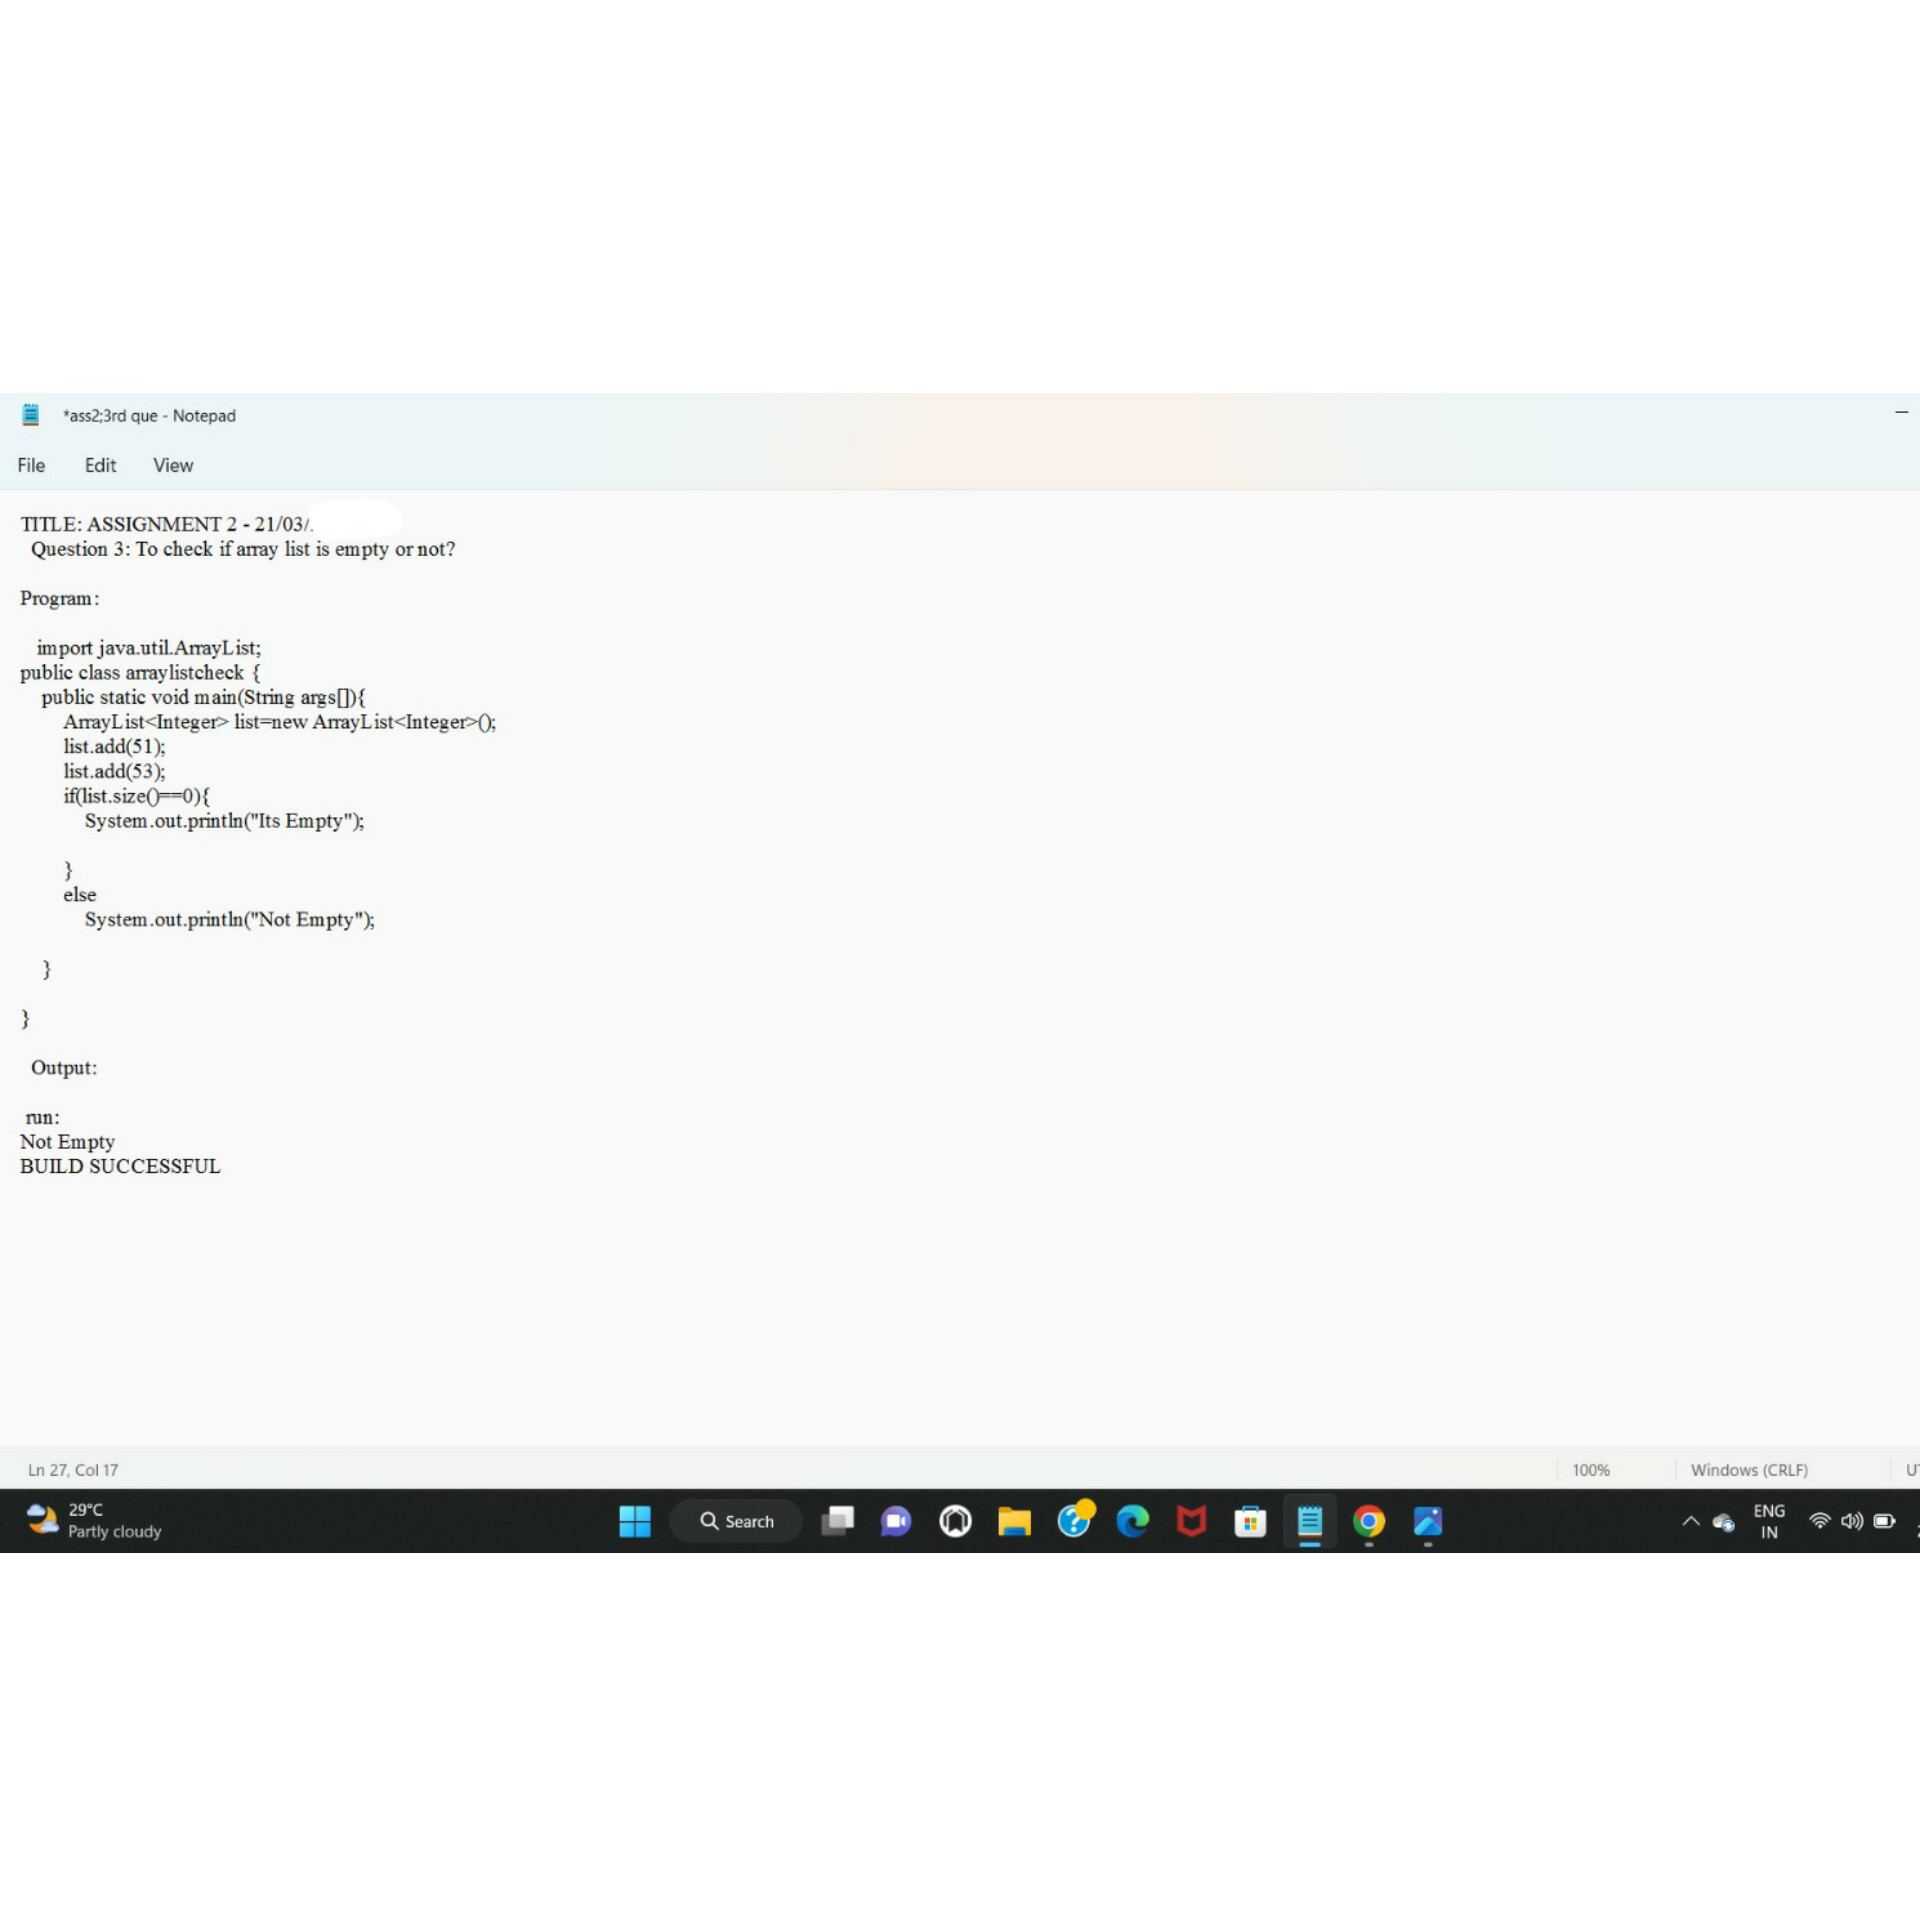 *ass2;3rd que - Notepad
File Edit View
TITLE: ASSIGNMENT 2 - 21/03/
Question 3: To check if array list is empty or not?
Program:
import java.util.ArrayList;
public class arraylistcheck {
public static void main(String args[]){
ArrayList<Integer> list=new ArrayList<Integer>();
list.add(51);
list.add(53);
if(list.size()==0){
System.out.println("Its Empty");
}
else
System.out.println("Not Empty");
}
}
Output:
run:
Not Empty
BUILD SUCCESSFUL
Ln 27, Col 17 100% Windows (CRLF)
29°C
Partly cloudy
Search
ENG
IN